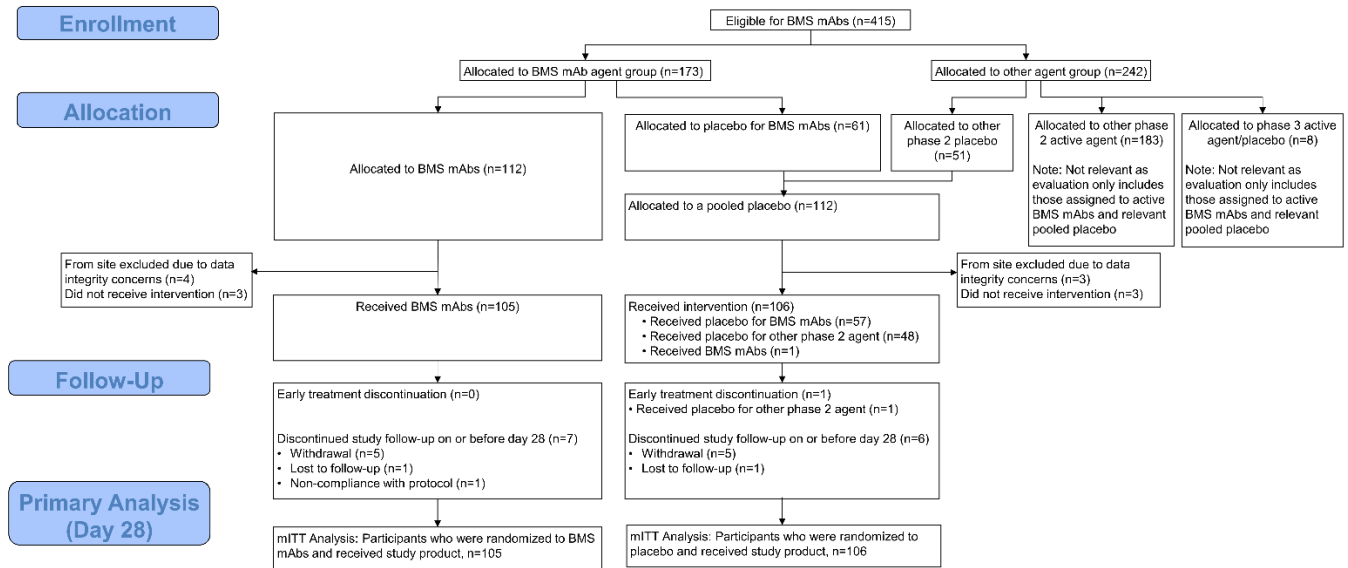 Enrollment
Eligible for BMS mAbs (n=415)
Allocated to BMS mAb agent group (n=173)
Allocated to other agent group (n=242)
Allocation
Allocated to BMS mAbs (n=112)
Allocated to placebo for BMS mAbs (n=61)
Allocated to other
phase 2 placebo
(n=51)
Allocated to other phase
2 active agent (n=183)
Note: Not relevant as
evaluation only includes
those assigned to active
BMS mAbs and relevant
pooled placebo
Allocated to phase 3 active
agent/placebo (n=8)
Note: Not relevant as
evaluation only includes
those assigned to active
BMS mAbs and relevant
pooled placebo
Allocated to a pooled placebo (n=112)
From site excluded due to data
integrity concerns (n=4)
Did not receive intervention (n=3)
From site excluded due to data
integrity concerns (n=3)
Did not receive intervention (n=3)
Received BMS mAbs (n=105)
Received intervention (n=106)
• Received placebo for BMS mAbs (n=57)
• Received placebo for other phase 2 agent (n=48)
• Received BMS mAbs (n=1)
Follow-Up
Early treatment discontinuation (n=0)
Discontinued study follow-up on or before day 28 (n=7)
• Withdrawal (n=5)
• Lost to follow-up (n=1)
• Non-compliance with protocol (n=1)
Early treatment discontinuation (n=1)
• Received placebo for other phase 2 agent (n=1)
Discontinued study follow-up on or before day 28 (n=6)
• Withdrawal (n=5)
• Lost to follow-up (n=1)
Primary Analysis
(Day 28)
mITT Analysis: Participants who were randomized to BMS
mAbs and received study product, n=105
mITT Analysis: Participants who were randomized to
placebo and received study product, n=106